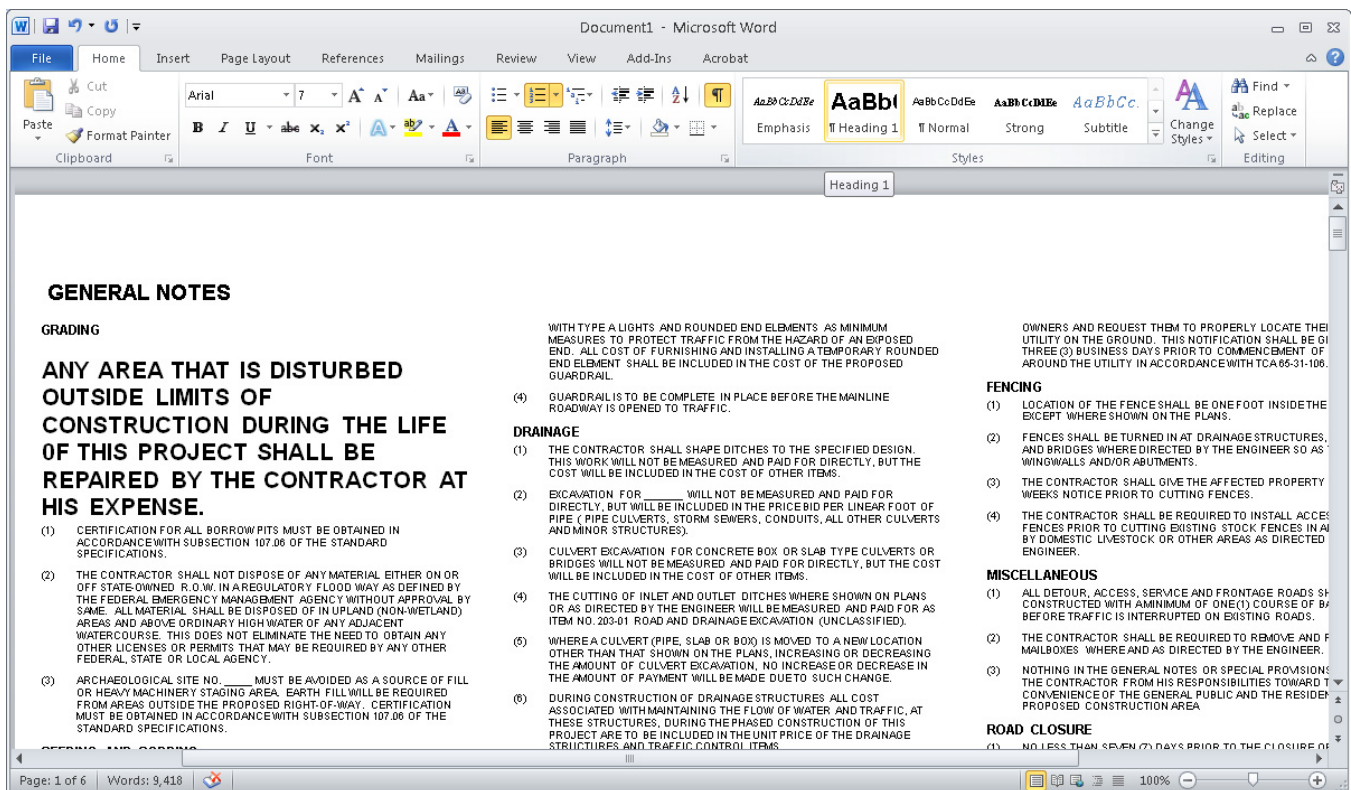 Document1 - Microsoft Word
File Home Insert Page Layout References Mailings Review View Add-Ins Acrobat
Paste
Cut
Copy
Format Painter
Clipboard
Arial
7
Font
Paragraph
AaBbCcDdEe
Emphasis
AaBb(
¶ Heading 1
AaBbCcDdEe
¶ Normal
AaBbCcDdEe
Strong
AaBbCc.
Subtitle
Change
Styles
Styles
Find
Replace
Select
Editing
Heading 1
GENERAL NOTES
GRADING
ANY AREA THAT IS DISTURBED
OUTSIDE LIMITS OF
CONSTRUCTION DURING THE LIFE
0F THIS PROJECT SHALL BE
REPAIRED BY THE CONTRACTOR AT
HIS EXPENSE.
(1) CERTIFICATION FOR ALL BORROW PITS MUST BE OBTAINED IN
ACCORDANCE WITH SUBSECTION 107.06 OF THE STANDARD
SPECIFICATIONS.
(2) THE CONTRACTOR SHALL NOT DISPOSE OF ANY MATERIAL EITHER ON OR
OFF STATE-OWNED R.O.W. IN A REGULATORY FLOOD WAY AS DEFINED BY
THE FEDERAL EMERGENCY MANAGEMENT AGENCY WITHOUT APPROVAL BY
SAME. ALL MATERIAL SHALL BE DISPOSED OF IN UPLAND (NON-WETLAND)
AREAS AND ABOVE ORDINARY HIGH WATER OF ANY ADJACENT
WATERCOURSE. THIS DOES NOT ELIMINATE THE NEED TO OBTAIN ANY
OTHER LICENSES OR PERMITS THAT MAY BE REQUIRED BY ANY OTHER
FEDERAL, STATE OR LOCAL AGENCY.
(3) ARCHAEOLOGICAL SITE NO. _____ MUST BE AVOIDED AS A SOURCE OF FILL
OR HEAVY MACHINERY STAGING AREA. EARTH FILL WILL BE REQUIRED
FROM AREAS OUTSIDE THE PROPOSED RIGHT-OF-WAY. CERTIFICATION
MUST BE OBTAINED IN ACCORDANCE WITH SUBSECTION 107.06 OF THE
STANDARD SPECIFICATIONS.
WITH TYPE A LIGHTS AND ROUNDED END ELEMENTS AS MINIMUM
MEASURES TO PROTECT TRAFFIC FROM THE HAZARD OF AN EXPOSED
END. ALL COST OF FURNISHING AND INSTALLING A TEMPORARY ROUNDED
END ELEMENT SHALL BE INCLUDED IN THE COST OF THE PROPOSED
GUARDRAIL.
(4) GUARDRAIL IS TO BE COMPLETE IN PLACE BEFORE THE MAINLINE
ROADWAY IS OPENED TO TRAFFIC.
DRAINAGE
(1) THE CONTRACTOR SHALL SHAPE DITCHES TO THE SPECIFIED DESIGN.
THIS WORK WILL NOT BE MEASURED AND PAID FOR DIRECTLY, BUT THE
COST WILL BE INCLUDED IN THE COST OF OTHER ITEMS.
(2) EXCAVATION FOR ______ WILL NOT BE MEASURED AND PAID FOR
DIRECTLY, BUT WILL BE INCLUDED IN THE PRICE BID PER LINEAR FOOT OF
PIPE ( PIPE CULVERTS, STORM SEWERS, CONDUITS, ALL OTHER CULVERTS
AND MINOR STRUCTURES).
(3) CULVERT EXCAVATION FOR CONCRETE BOX OR SLAB TYPE CULVERTS OR
BRIDGES WILL NOT BE MEASURED AND PAID FOR DIRECTLY, BUT THE COST
WILL BE INCLUDED IN THE COST OF OTHER ITEMS.
(4) THE CUTTING OF INLET AND OUTLET DITCHES WHERE SHOWN ON PLANS
OR AS DIRECTED BY THE ENGINEER WILL BE MEASURED AND PAID FOR AS
ITEM NO. 203-01 ROAD AND DRAINAGE EXCAVATION (UNCLASSIFIED).
(5) WHERE A CULVERT (PIPE, SLAB OR BOX) IS MOVED TO A NEW LOCATION
OTHER THAN THAT SHOWN ON THE PLANS, INCREASING OR DECREASING
THE AMOUNT OF CULVERT EXCAVATION, NO INCREASE OR DECREASE IN
THE AMOUNT OF PAYMENT WILL BE MADE DUE TO SUCH CHANGE.
(6) DURING CONSTRUCTION OF DRAINAGE STRUCTURES ALL COST
ASSOCIATED WITH MAINTAINING THE FLOW OF WATER AND TRAFFIC, AT
THESE STRUCTURES, DURING THE PHASED CONSTRUCTION OF THIS
PROJECT ARE TO BE INCLUDED IN THE UNIT PRICE OF THE DRAINAGE
STRUCTURES AND TRAFFIC CONTROL ITEMS.
OWNERS AND REQUEST THEM TO PROPERLY LOCATE THEI
UTILITY ON THE GROUND. THIS NOTIFICATION SHALL BE GI
THREE (3) BUSINESS DAYS PRIOR TO COMMENCEMENT OF
AROUND THE UTILITY IN ACCORDANCE WITH TCA 65-31-106.
FENCING
(1) LOCATION OF THE FENCE SHALL BE ONE FOOT INSIDE THE
EXCEPT WHERE SHOWN ON THE PLANS.
(2) FENCES SHALL BE TURNED IN AT DRAINAGE STRUCTURES,
AND BRIDGES WHERE DIRECTED BY THE ENGINEER SO AS
WINGWALLS AND/OR ABUTMENTS.
(3) THE CONTRACTOR SHALL GIVE THE AFFECTED PROPERTY
WEEKS NOTICE PRIOR TO CUTTING FENCES.
(4) THE CONTRACTOR SHALL BE REQUIRED TO INSTALL ACCES
FENCES PRIOR TO CUTTING EXISTING STOCK FENCES IN A
BY DOMESTIC LIVESTOCK OR OTHER AREAS AS DIRECTED
ENGINEER.
MISCELLANEOUS
(1) ALL DETOUR, ACCESS, SERVICE AND FRONTAGE ROADS SH
CONSTRUCTED WITH A MINIMUM OF ONE (1) COURSE OF BA
BEFORE TRAFFIC IS INTERRUPTED ON EXISTING ROADS.
(2) THE CONTRACTOR SHALL BE REQUIRED TO REMOVE AND
MAILBOXES WHERE AND AS DIRECTED BY THE ENGINEER.
(3) NOTHING IN THE GENERAL NOTES OR SPECIAL PROVISIONS
THE CONTRACTOR FROM HIS RESPONSIBILITIES TOWARD T
CONVENIENCE OF THE GENERAL PUBLIC AND THE RESIDEN
PROPOSED CONSTRUCTION AREA
ROAD CLOSURE
(1) NO LESS THAN SEVEN (7) DAYS PRIOR TO THE CLOSURE OF
Page: 1 of 6 Words: 9,418 100%